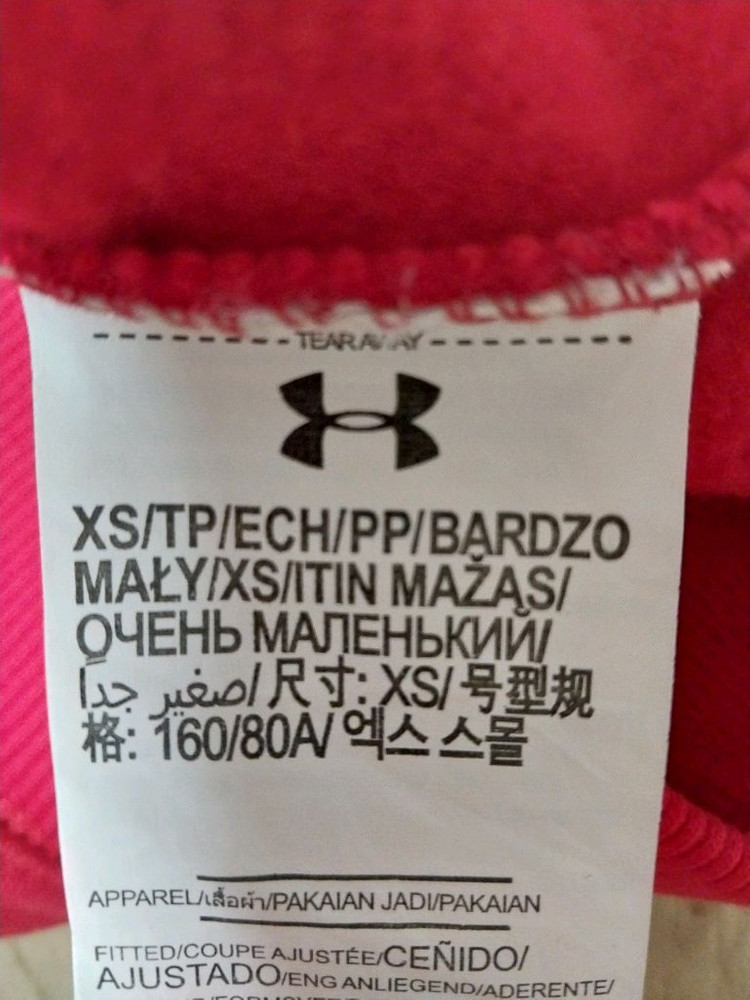 TEAR AWAY
XS/TP/ECH/PP/BARDZO
MAŁY/XS/ITIN MAŽAS/
ОЧЕНЬ МАЛЕНЬКИЙ/
صغير جداً/ 尺寸: XS/ 号型规
格: 160/80A/ 엑스 스몰
APPAREL/เสื้อผ้า/PAKAIAN JADI/PAKAIAN
FITTED/COUPE AJUSTÉE/CEÑIDO/
AJUSTADO/ENG ANLIEGEND/ADERENTE/